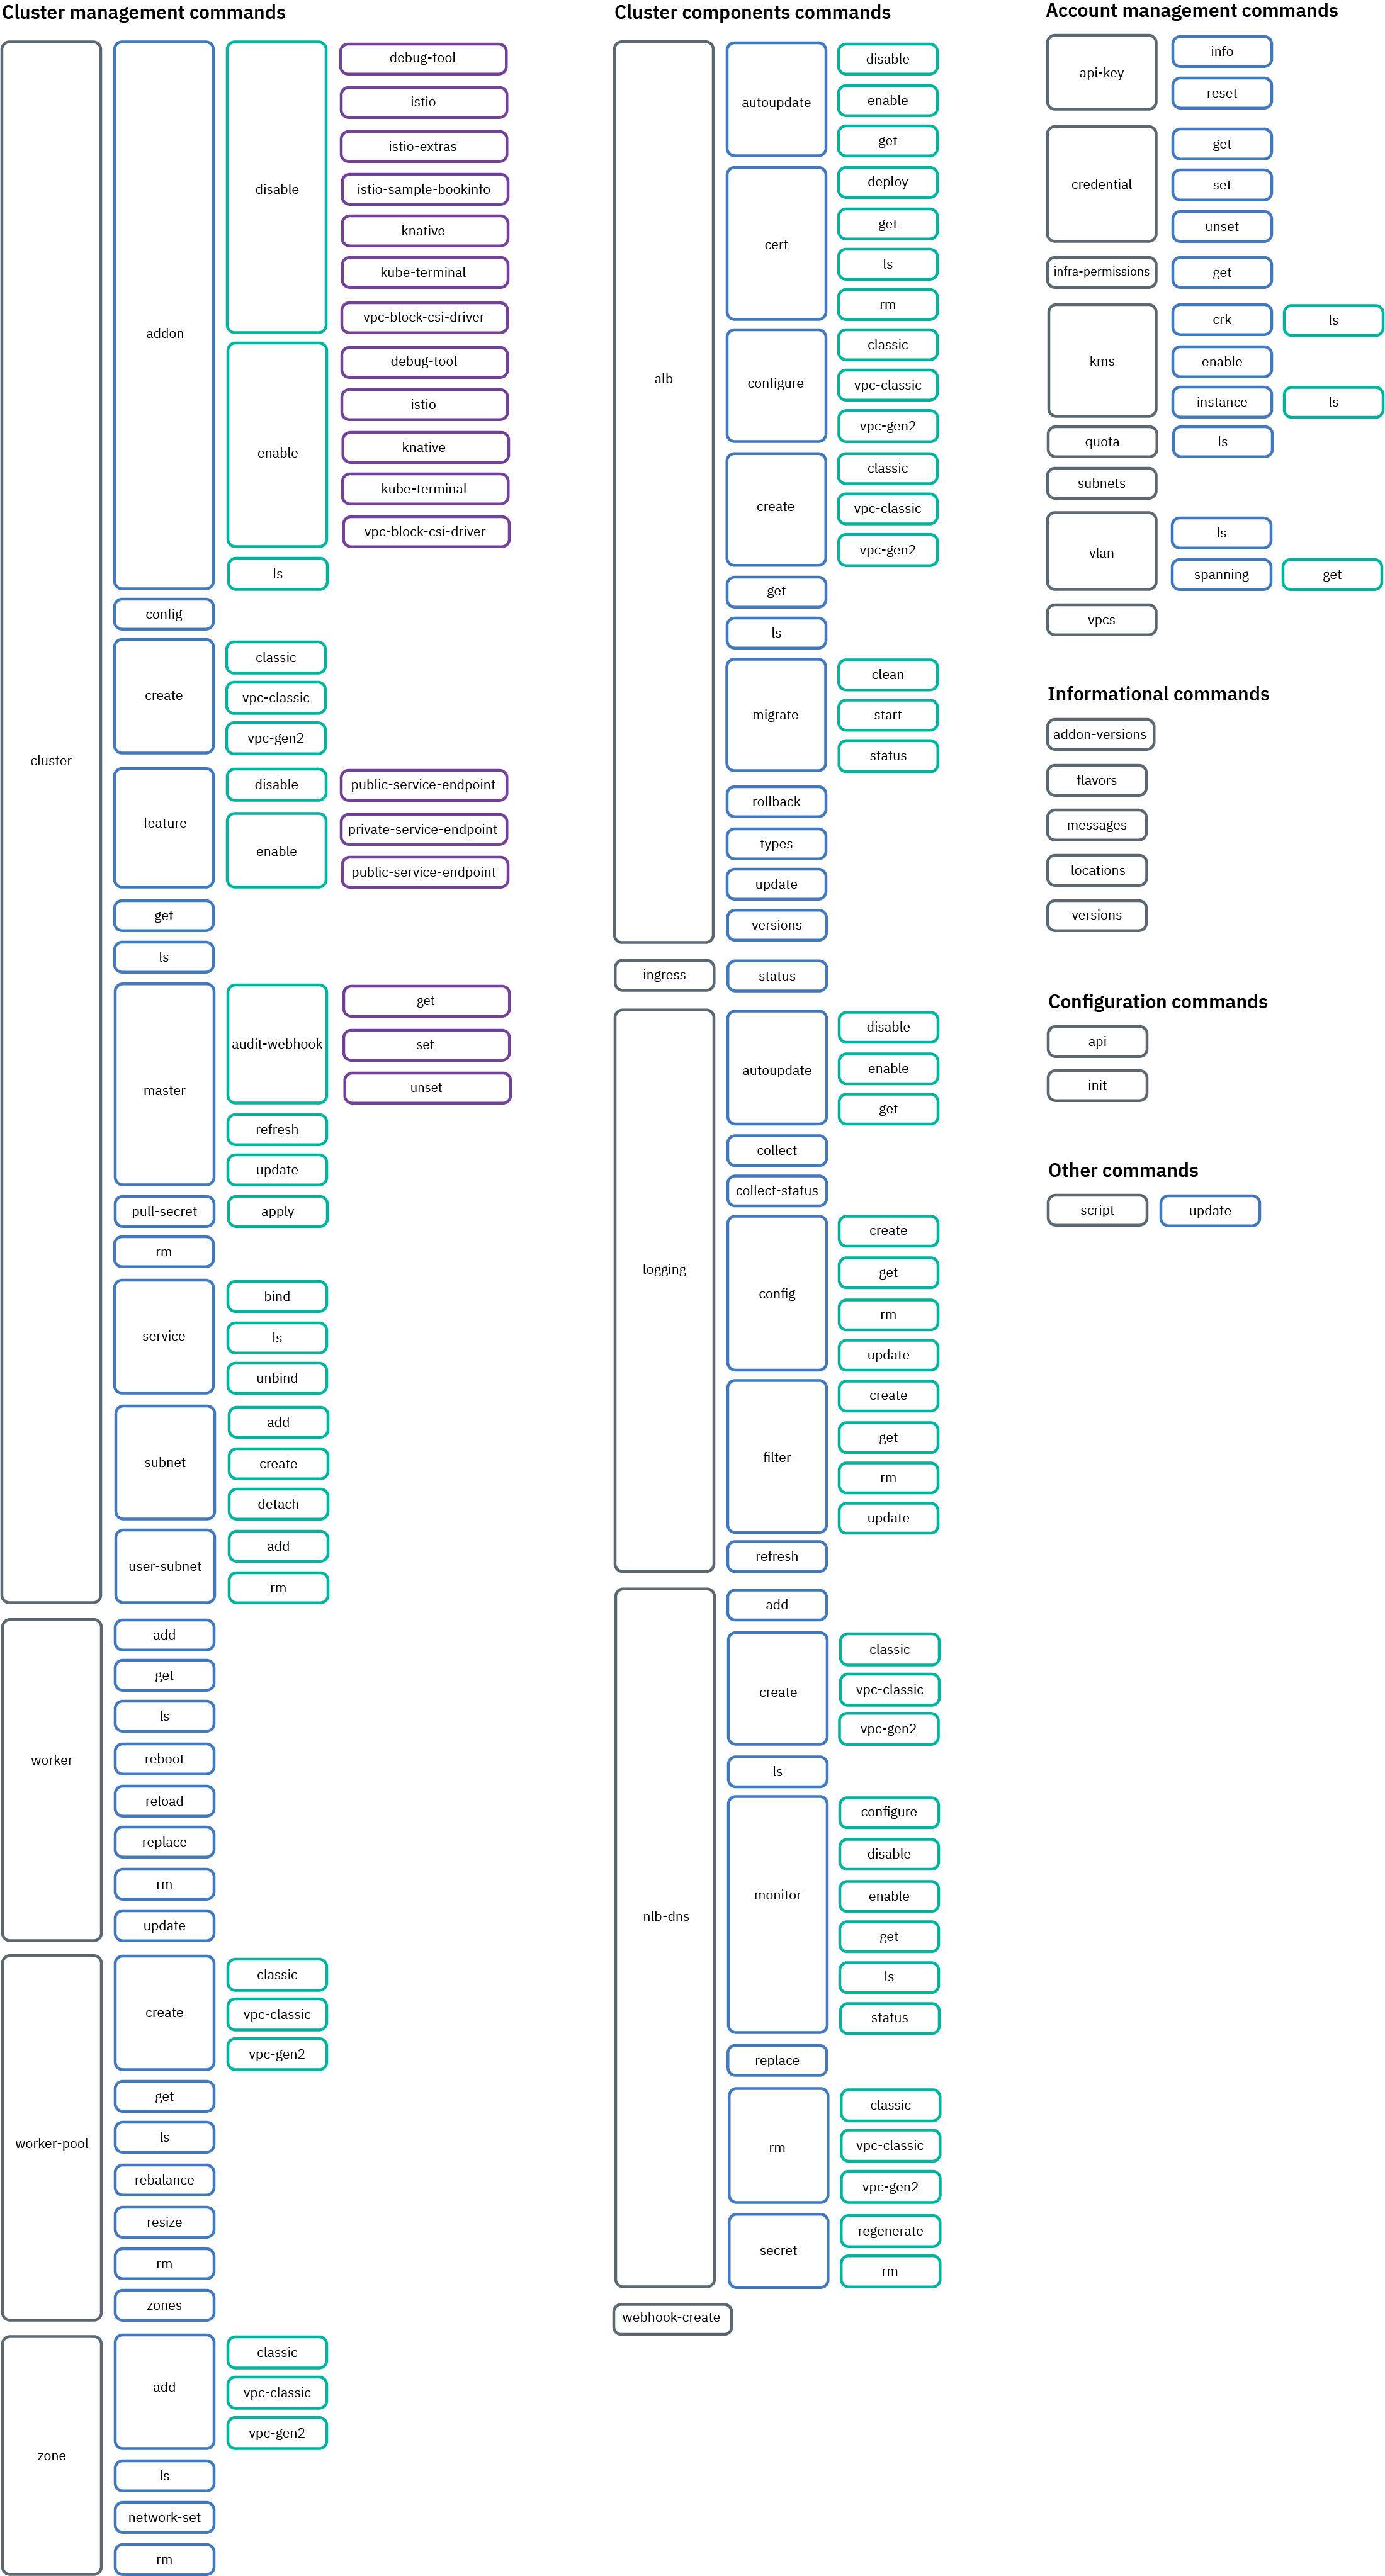 Cluster management commands
cluster
addon
disable
debug-tool
istio
istio-extras
istio-sample-bookinfo
knative
kube-terminal
vpc-block-csi-driver
enable
debug-tool
istio
knative
kube-terminal
vpc-block-csi-driver
ls
config
create
classic
vpc-classic
vpc-gen2
feature
disable
public-service-endpoint
enable
private-service-endpoint
public-service-endpoint
get
ls
master
audit-webhook
get
set
unset
refresh
update
pull-secret
apply
rm
service
bind
ls
unbind
subnet
add
create
detach
user-subnet
add
rm
worker
add
get
ls
reboot
reload
replace
rm
update
worker-pool
create
classic
vpc-classic
vpc-gen2
get
ls
rebalance
resize
rm
zones
zone
add
classic
vpc-classic
vpc-gen2
ls
network-set
rm
Cluster components commands
alb
autoupdate
disable
enable
get
cert
deploy
get
ls
rm
configure
classic
vpc-classic
vpc-gen2
create
classic
vpc-classic
vpc-gen2
get
ls
migrate
clean
start
status
rollback
types
update
versions
ingress
status
logging
autoupdate
disable
enable
get
collect
collect-status
config
create
get
rm
update
filter
create
get
rm
update
refresh
nlb-dns
add
create
classic
vpc-classic
vpc-gen2
ls
monitor
configure
disable
enable
get
ls
status
replace
rm
classic
vpc-classic
vpc-gen2
secret
regenerate
rm
webhook-create
Account management commands
api-key
info
reset
credential
get
set
unset
infra-permissions
get
kms
crk
ls
enable
instance
ls
quota
ls
subnets
vlan
ls
spanning
get
vpcs
Informational commands
addon-versions
flavors
messages
locations
versions
Configuration commands
api
init
Other commands
script
update